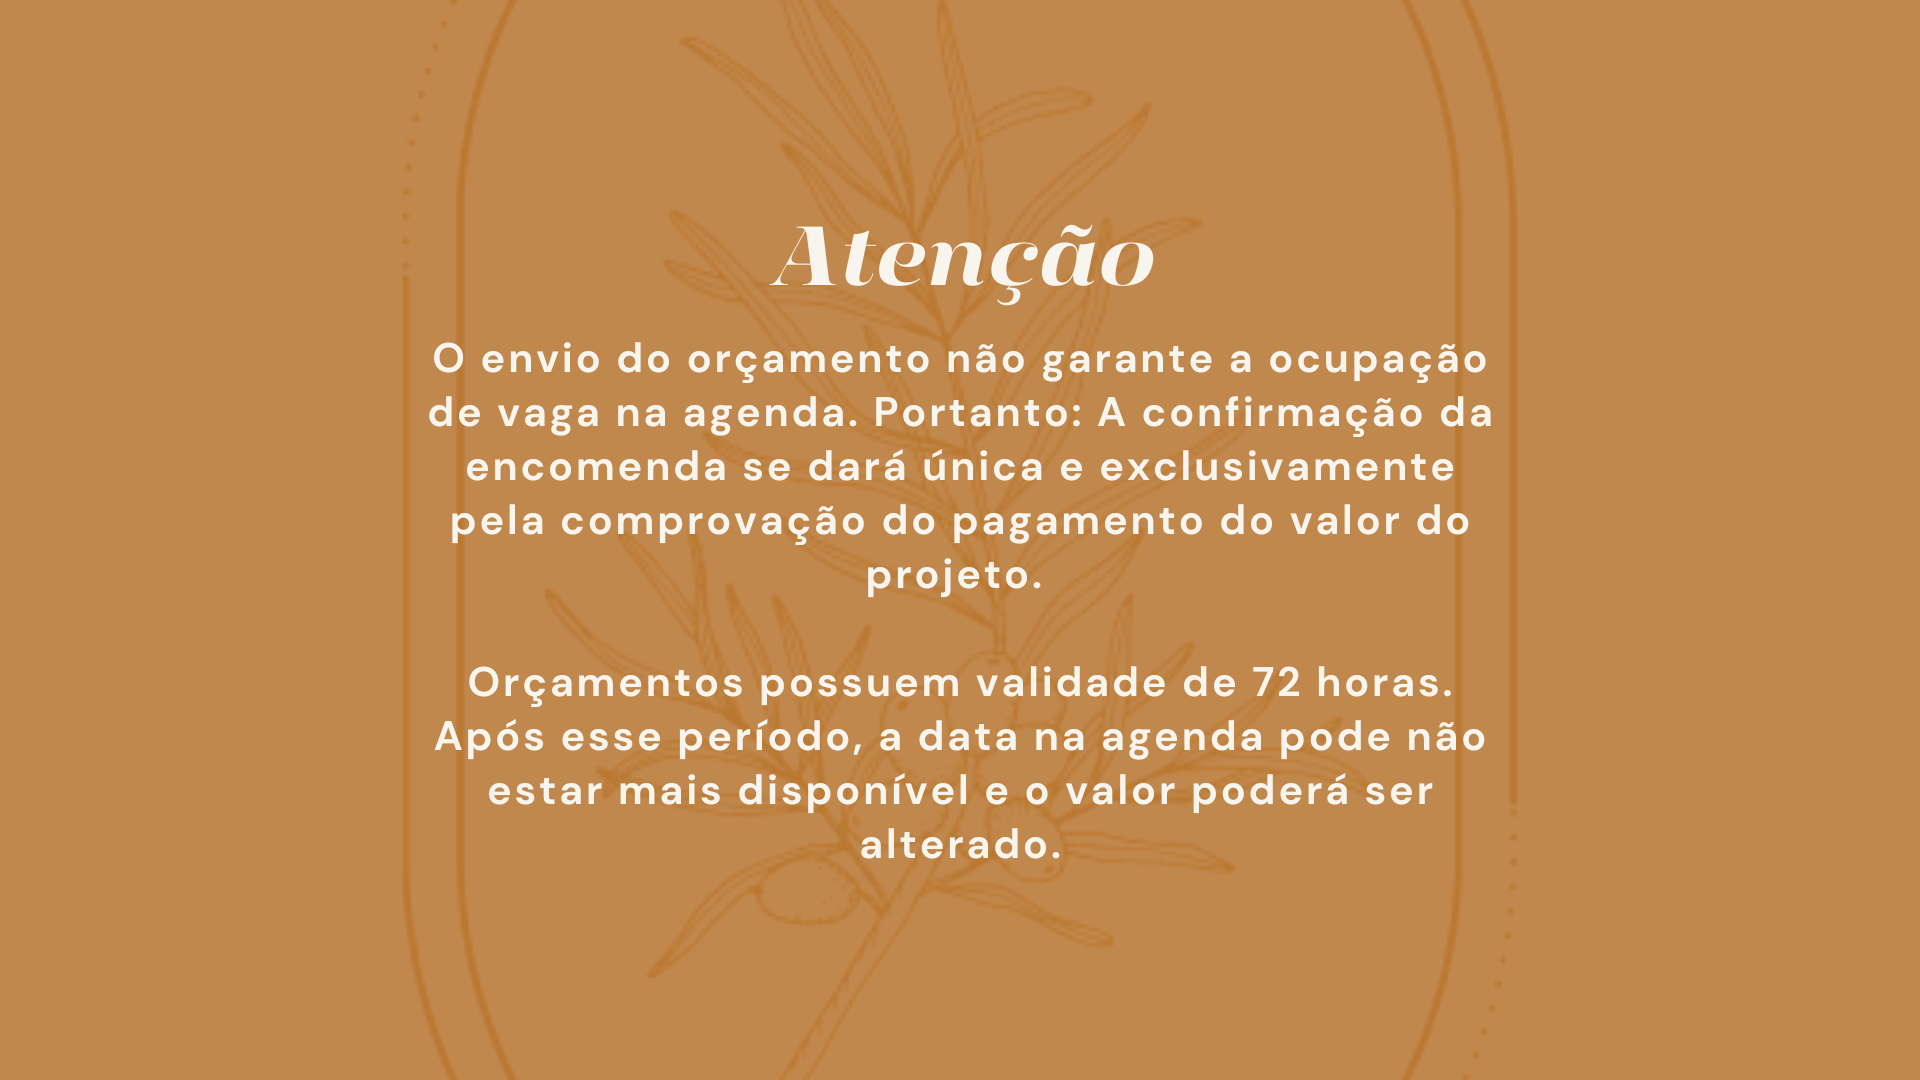 Atenção
O envio do orçamento não garante a ocupação
de vaga na agenda. Portanto: A confirmação da
encomenda se dará única e exclusivamente
pela comprovação do pagamento do valor do
projeto.
Orçamentos possuem validade de 72 horas.
Após esse período, a data na agenda pode não
estar mais disponível e o valor poderá ser
alterado.